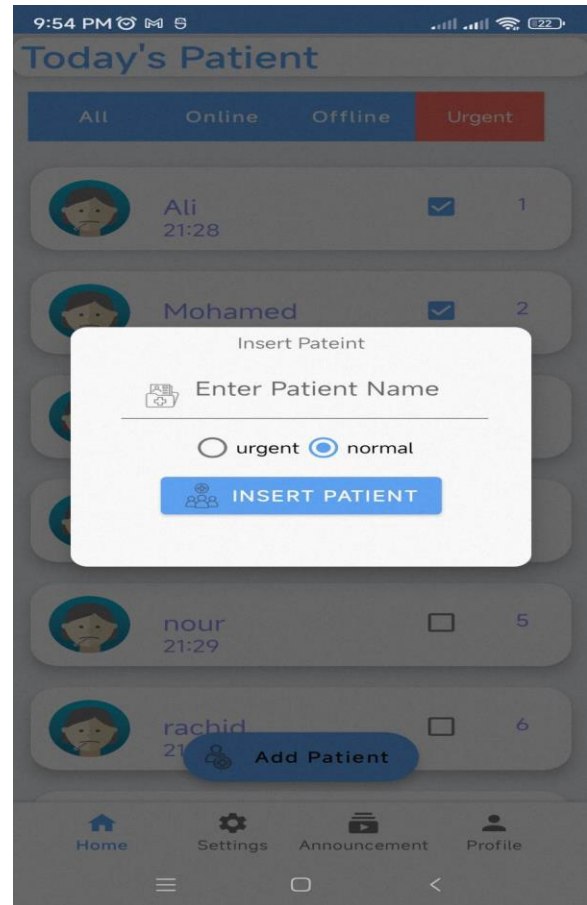 9:54 PM 22
Today's Patient
All Online Offline Urgent
Ali 1
21:28
Mohamed 2
Insert Pateint
Enter Patient Name
urgent normal
INSERT PATIENT
nour 5
21:29
rachid 6
21
Add Patient
Home Settings Announcement Profile